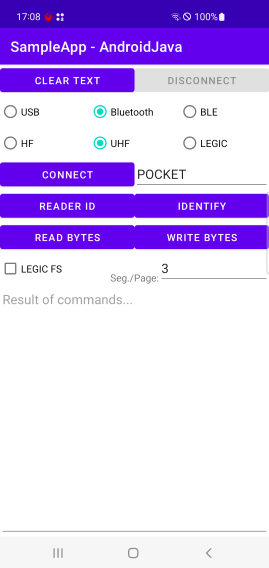 17:08 100%
SampleApp - AndroidJava
CLEAR TEXT DISCONNECT
USB Bluetooth BLE
HF UHF LEGIC
CONNECT POCKET
READER ID IDENTIFY
READ BYTES WRITE BYTES
LEGIC FS Seg./Page: 3
Result of commands...